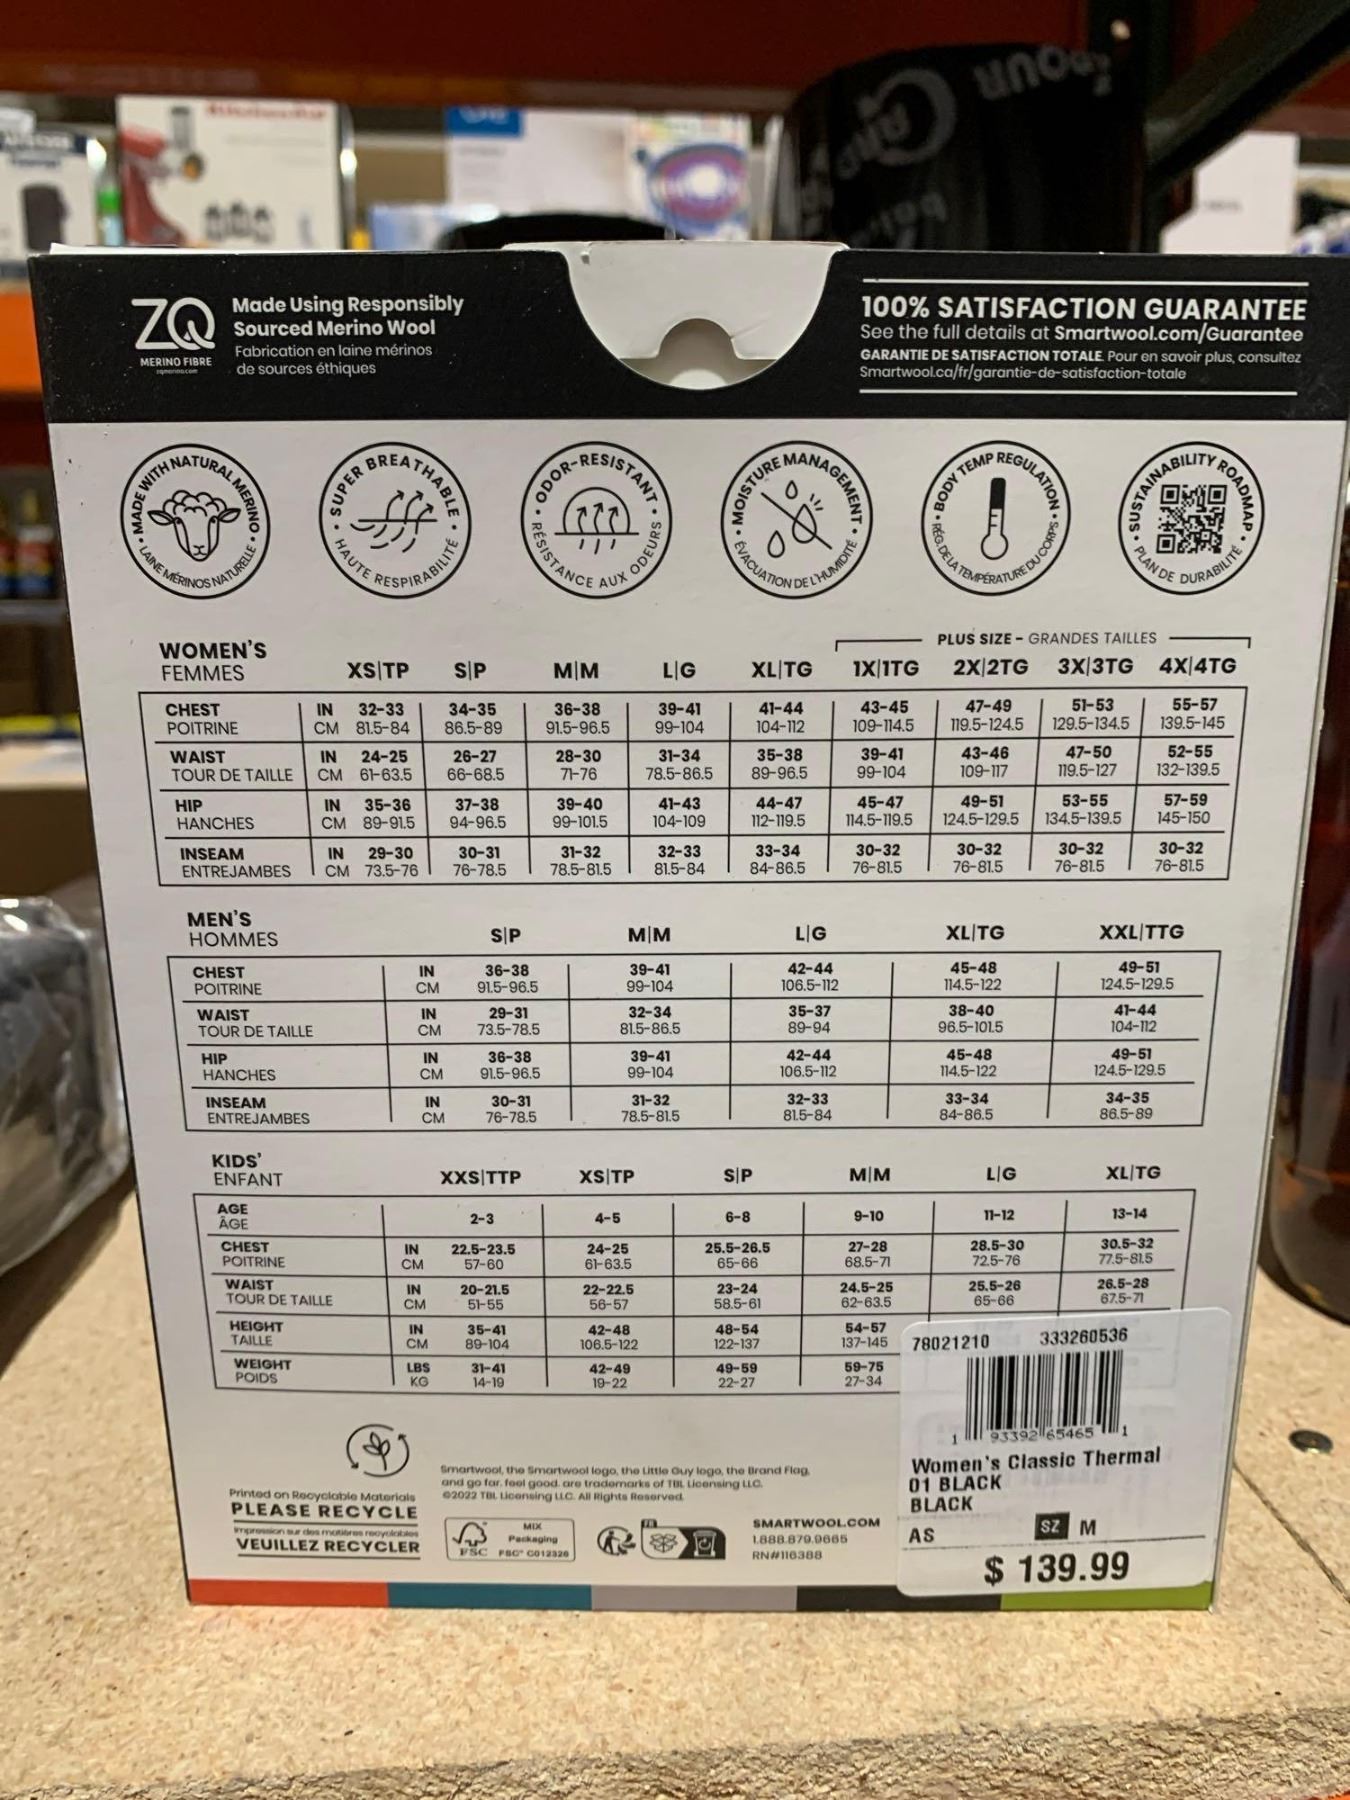 ZQ
MERINO FIBRE
Made Using Responsibly
Sourced Merino Wool
Fabrication en laine mérinos
de sources éthiques
100% SATISFACTION GUARANTEE
See the full details at Smartwool.com/Guarantee
GARANTIE DE SATISFACTION TOTALE. Pour en savoir plus, consultez
Smartwool.ca/fr/garantie-de-satisfaction-totale
MADE WITH NATURAL MERINO • LAINE MÉRINOS NATURELLE •
SUPER BREATHABLE • HAUTE RESPIRABILITÉ •
ODOR-RESISTANT • RÉSISTANCE AUX ODEURS •
MOISTURE MANAGEMENT • ÉVACUATION DE L'HUMIDITÉ •
BODY TEMP REGULATION • RÉG. DE LA TEMPÉRATURE DU CORPS •
SUSTAINABILITY ROADMAP • PLAN DE DURABILITÉ •
PLUS SIZE - GRANDES TAILLES
WOMEN'S
FEMMES XS|TP S|P M|M L|G XL|TG 1X|1TG 2X|2TG 3X|3TG 4X|4TG
CHEST IN 32-33 34-35 36-38 39-41 41-44 43-45 47-49 51-53 55-57
POITRINE CM 81.5-84 86.5-89 91.5-96.5 99-104 104-112 109-114.5 119.5-124.5 129.5-134.5 139.5-145
WAIST IN 24-25 26-27 28-30 31-34 35-38 39-41 43-46 47-50 52-55
TOUR DE TAILLE CM 61-63.5 66-68.5 71-76 78.5-86.5 89-96.5 99-104 109-117 119.5-127 132-139.5
HIP IN 35-36 37-38 39-40 41-43 44-47 45-47 49-51 53-55 57-59
HANCHES CM 89-91.5 94-96.5 99-101.5 104-109 112-119.5 114.5-119.5 124.5-129.5 134.5-139.5 145-150
INSEAM IN 29-30 30-31 31-32 32-33 33-34 30-32 30-32 30-32 30-32
ENTREJAMBES CM 73.5-76 76-78.5 78.5-81.5 81.5-84 84-86.5 76-81.5 76-81.5 76-81.5 76-81.5
MEN'S
HOMMES S|P M|M L|G XL|TG XXL|TTG
CHEST IN 36-38 39-41 42-44 45-48 49-51
POITRINE CM 91.5-96.5 99-104 106.5-112 114.5-122 124.5-129.5
WAIST IN 29-31 32-34 35-37 38-40 41-44
TOUR DE TAILLE CM 73.5-78.5 81.5-86.5 89-94 96.5-101.5 104-112
HIP IN 36-38 39-41 42-44 45-48 49-51
HANCHES CM 91.5-96.5 99-104 106.5-112 114.5-122 124.5-129.5
INSEAM IN 30-31 31-32 32-33 33-34 34-35
ENTREJAMBES CM 76-78.5 78.5-81.5 81.5-84 84-86.5 86.5-89
KIDS'
ENFANT XXS|TTP XS|TP S|P M|M L|G XL|TG
AGE
ÂGE 2-3 4-5 6-8 9-10 11-12 13-14
CHEST IN 22.5-23.5 24-25 25.5-26.5 27-28 28.5-30 30.5-32
POITRINE CM 57-60 61-63.5 65-66 68.5-71 72.5-76 77.5-81.5
WAIST IN 20-21.5 22-22.5 23-24 24.5-25 25.5-26 26.5-28
TOUR DE TAILLE CM 51-55 56-57 58.5-61 62-63.5 65-66 67.5-71
HEIGHT IN 35-41 42-48 48-54 54-57
TAILLE CM 89-104 106.5-122 122-137 137-145
WEIGHT LBS 31-41 42-49 49-59 59-75
POIDS KG 14-19 19-22 22-27 27-34
78021210 333260536
1 93392 65465 1
Women's Classic Thermal
01 BLACK
BLACK
AS SZ M
$ 139.99
Printed on Recyclable Materials
PLEASE RECYCLE
Impression sur des matières recyclables
VEUILLEZ RECYCLER
Smartwool, the Smartwool logo, the Little Guy logo, the Brand Flag,
and go far. feel good. are trademarks of TBL Licensing LLC.
©2022 TBL Licensing LLC. All Rights Reserved.
FSC
MIX
Packaging
FSC® C012326
FR
SMARTWOOL.COM
1.888.879.9665
RN#116388